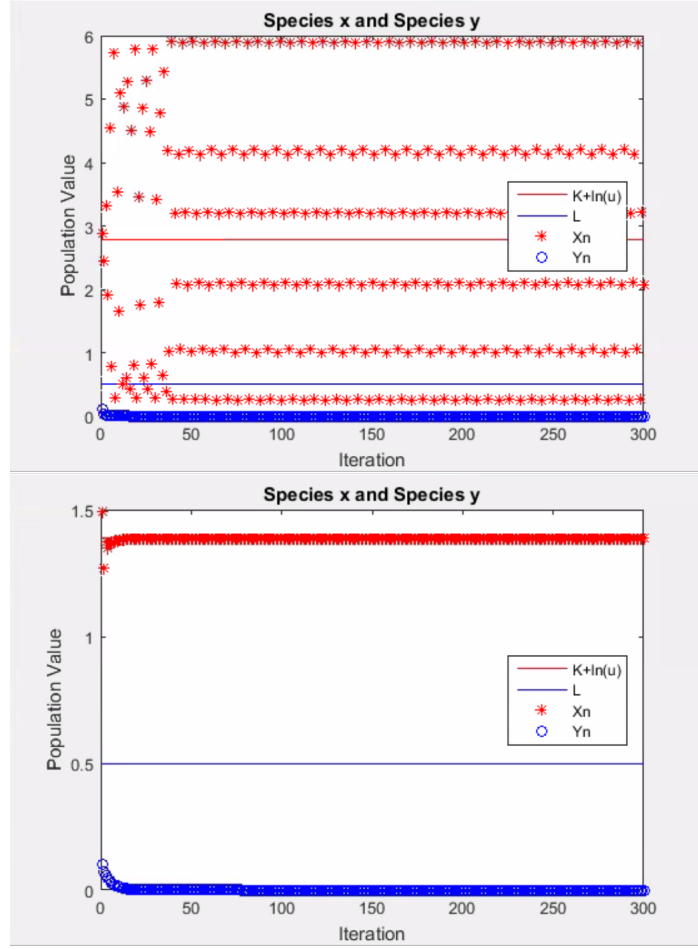 Species x and Species y
6
5
4
3
2
1
0
Population Value
K+ln(u)
L
Xn
Yn
0 50 100 150 200 250 300
Iteration
Species x and Species y
1.5
1
0.5
0
Population Value
K+ln(u)
L
Xn
Yn
0 50 100 150 200 250 300
Iteration